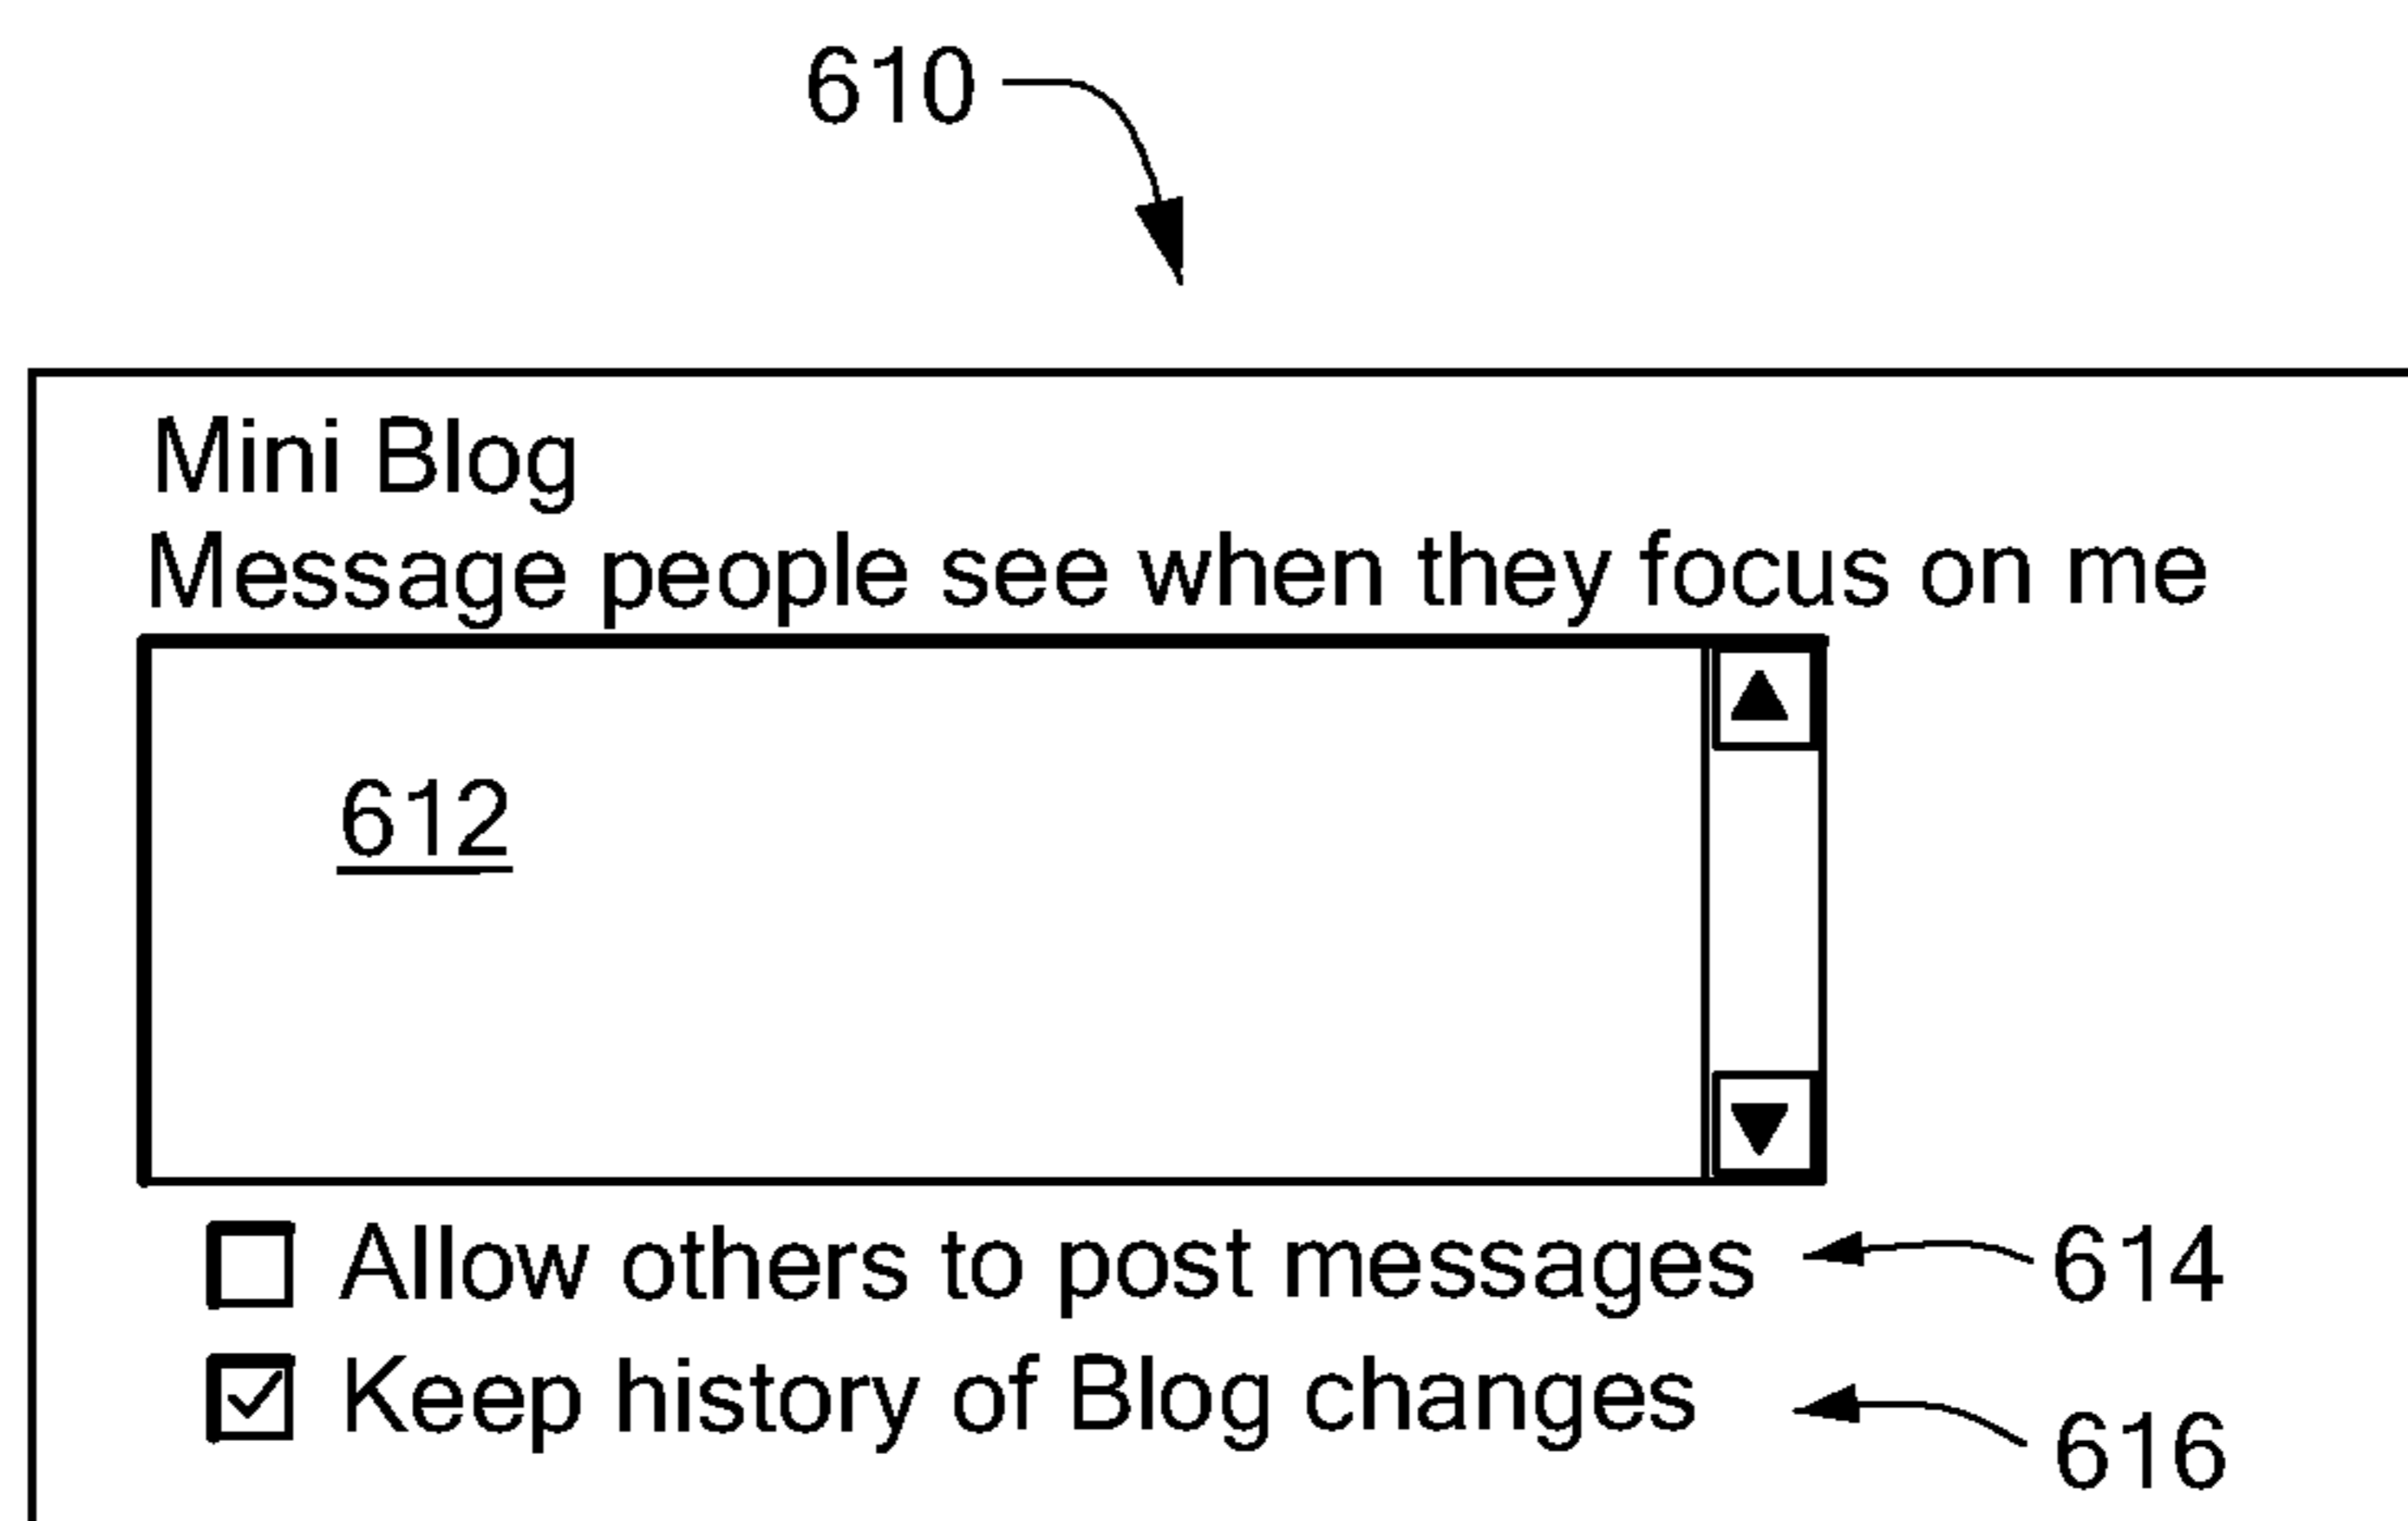 610
Mini Blog
Message people see when they focus on me
612
Allow others to post messages 614
Keep history of Blog changes 616